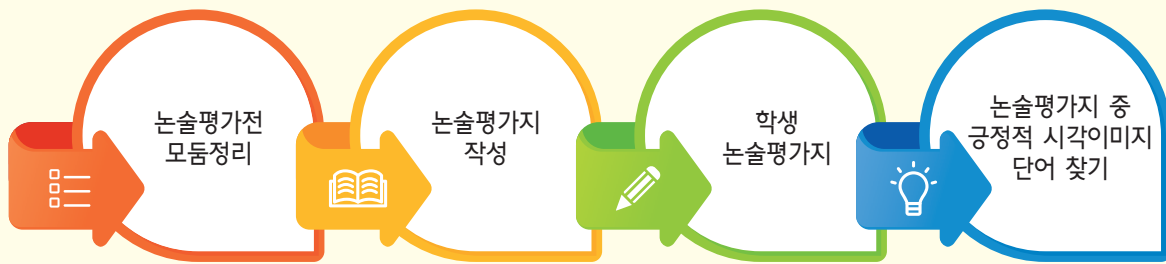 논술평가전
모둠정리
논술평가지
작성
학생
논술평가지
논술평가지 중
긍정적 시각이미지
단어 찾기